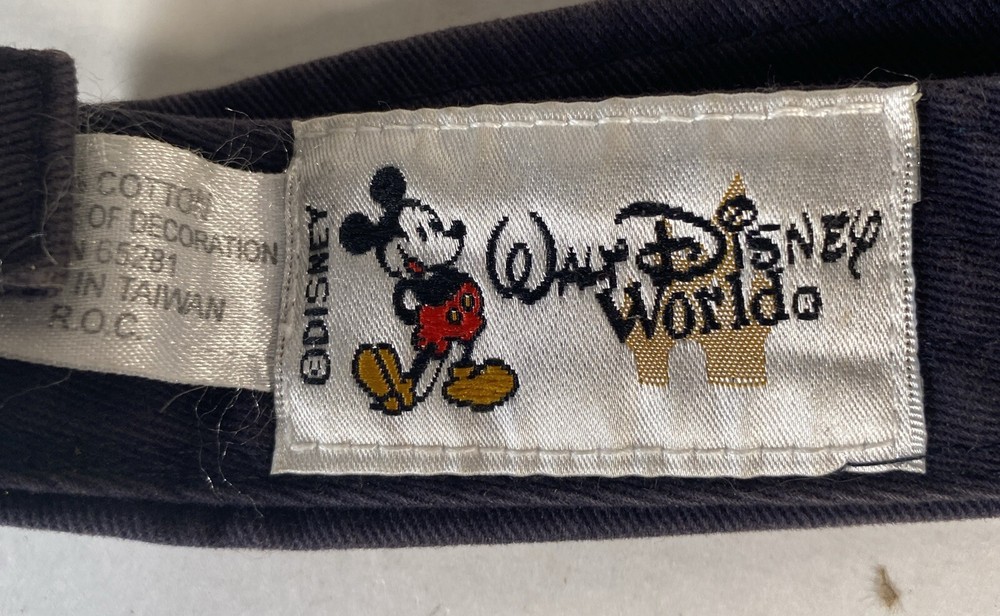 COTTON
OF DECORATION
N 65281
IN TAIWAN
R.O.C.
©DISNEY
WALT DISNEY
World